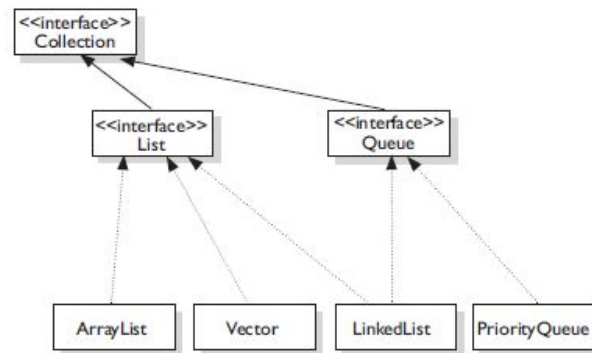 <<interface>>
Collection
<<interface>>
List
<<interface>>
Queue
ArrayList
Vector
LinkedList
PriorityQueue